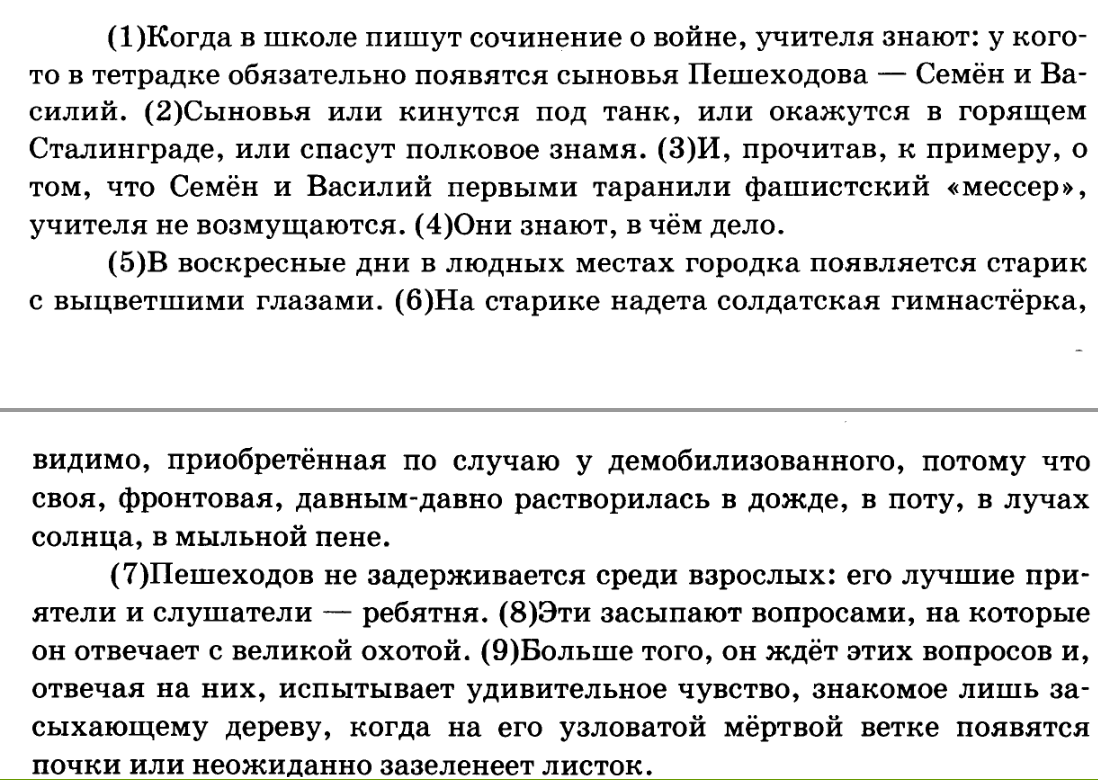 (1)Когда в школе пишут сочинение о войне, учителя знают: у кого-
то в тетрадке обязательно появятся сыновья Пешеходова — Семён и Ва-
силий. (2)Сыновья или кинутся под танк, или окажутся в горящем
Сталинграде, или спасут полковое знамя. (3)И, прочитав, к примеру, о
том, что Семён и Василий первыми таранили фашистский «мессер»,
учителя не возмущаются. (4)Они знают, в чём дело.
(5)В воскресные дни в людных местах городка появляется старик
с выцветшими глазами. (6)На старике надета солдатская гимнастёрка,
видимо, приобретённая по случаю у демобилизованного, потому что
своя, фронтовая, давным-давно растворилась в дожде, в поту, в лучах
солнца, в мыльной пене.
(7)Пешеходов не задерживается среди взрослых: его лучшие при-
ятели и слушатели — ребятня. (8)Эти засыпают вопросами, на которые
он отвечает с великой охотой. (9)Больше того, он ждёт этих вопросов и,
отвечая на них, испытывает удивительное чувство, знакомое лишь за-
сыхающему дереву, когда на его узловатой мёртвой ветке появятся
почки или неожиданно зазеленеет листок.